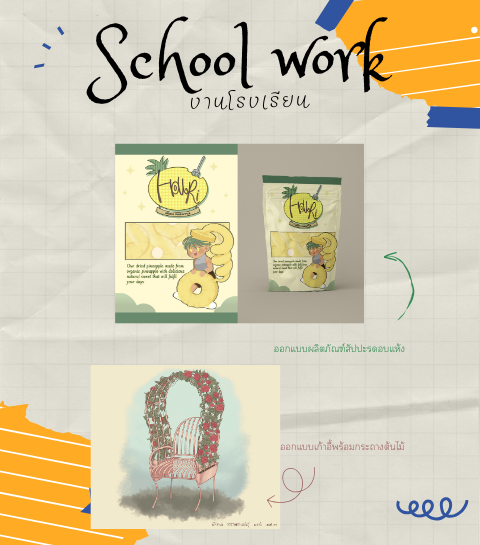 School work
งานโรงเรียน
HOLLORi
Our dried pineapple made from
organic pineapple with delicious
natural sweet that will fulfil
your days
ออกแบบผลิตภัณฑ์สัปปะรดอบแห้ง
ออกแบบเก้าอี้พร้อมกระถางต้นไม้